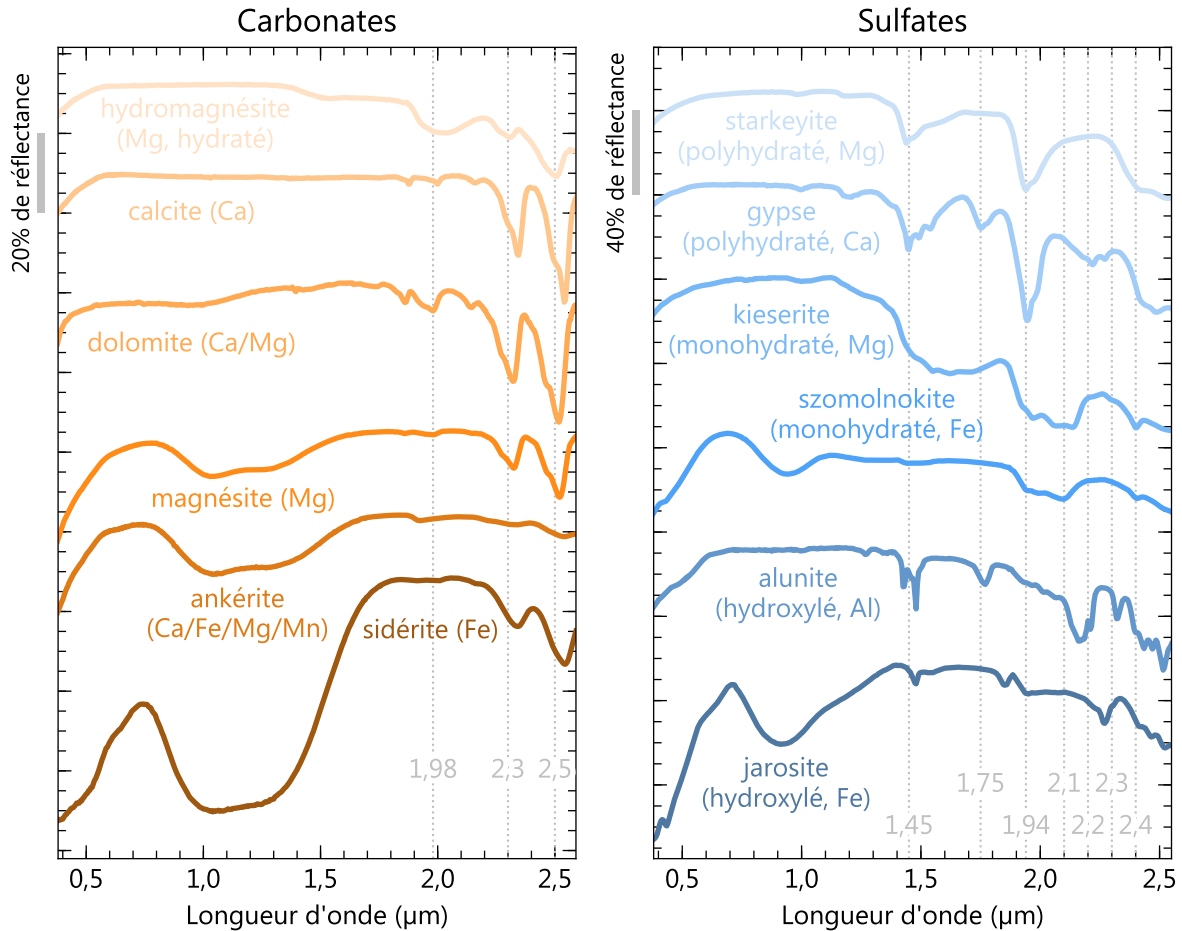 Carbonates
20% de réflectance
hydromagnésite
(Mg, hydraté)
calcite (Ca)
dolomite (Ca/Mg)
magnésite (Mg)
ankérite
(Ca/Fe/Mg/Mn)
sidérite (Fe)
1,98
2,3
2,5
0,5
1,0
1,5
2,0
2,5
Longueur d'onde (µm)
Sulfates
40% de réflectance
starkeyite
(polyhydraté, Mg)
gypse
(polyhydraté, Ca)
kieserite
(monohydraté, Mg)
szomolnokite
(monohydraté, Fe)
alunite
(hydroxylé, Al)
jarosite
(hydroxylé, Fe)
1,75
2,1
2,3
1,45
1,94
2,2
2,4
0,5
1,0
1,5
2,0
2,5
Longueur d'onde (µm)